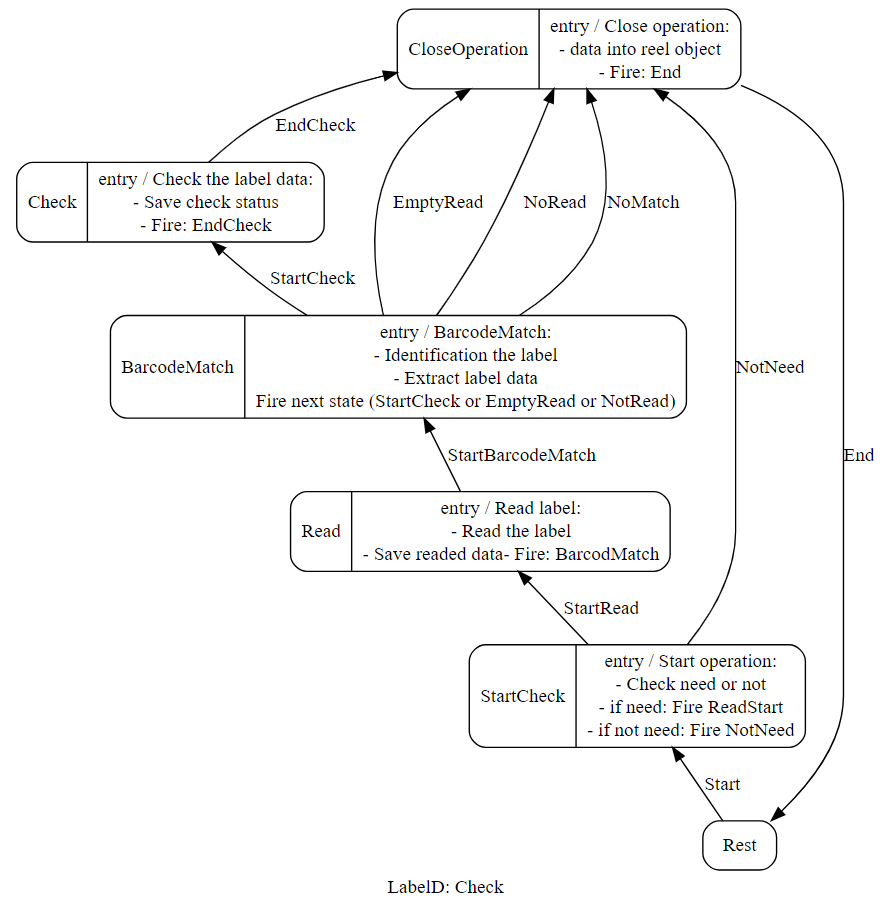 CloseOperation
entry / Close operation:
- data into reel object
- Fire: End
EndCheck
Check
entry / Check the label data:
- Save check status
- Fire: EndCheck
EmptyRead
NoRead
NoMatch
StartCheck
BarcodeMatch
entry / BarcodeMatch:
- Identification the label
- Extract label data
Fire next state (StartCheck or EmptyRead or NotRead)
NotNeed
StartBarcodeMatch
End
Read
entry / Read label:
- Read the label
- Save readed data- Fire: BarcodMatch
StartRead
StartCheck
entry / Start operation:
- Check need or not
- if need: Fire ReadStart
- if not need: Fire NotNeed
Start
Rest
LabelD: Check